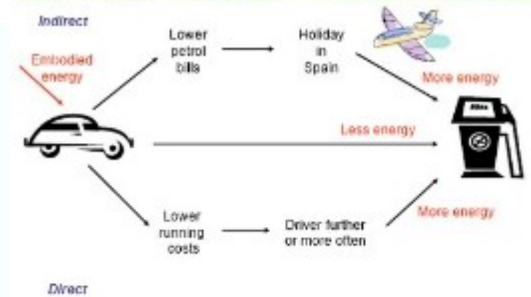 Indirect
Embodied
energy
Lower
petrol
bills
Holiday
in
Spain
More energy
Less energy
Lower
running
costs
Driver further
or more often
More energy
Direct